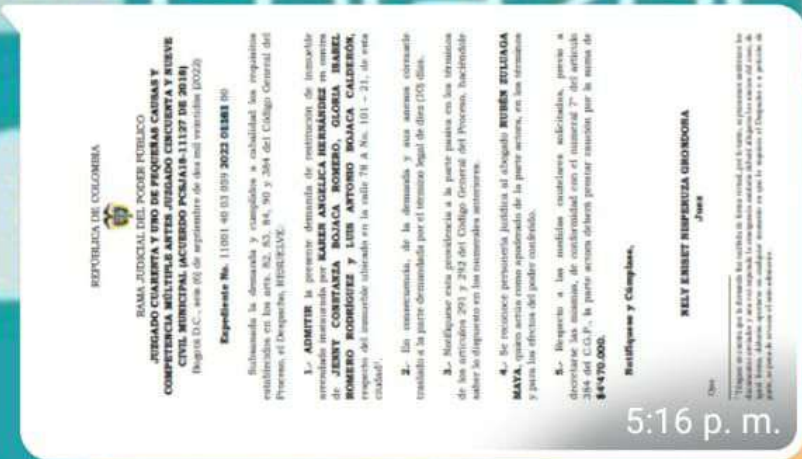 REPÚBLICA DE COLOMBIA
RAMA JUDICIAL DEL PODER PÚBLICO
JUZGADO CUARENTA Y UNO DE PEQUEÑAS CAUSAS Y
COMPETENCIA MÚLTIPLE ANTES JUZGADO CINCUENTA Y NUEVE
CIVIL MUNICIPAL (ACUERDO PCSJA18-11127 DE 2018)
Bogotá D.C., seis (6) de septiembre de dos mil veintidós (2022)
Expediente No. 11001 40 03 059 2022 00
Subsanada la demanda y cumplidos a cabalidad los requisitos
establecidos en los arts. 82, 83, 84, 90 y 384 del Código General del
Proceso, el Despacho, RESUELVE:
1.- ADMITIR la presente demanda de restitución de inmueble
arrendado instaurada por KAREN ANGELICA HERNÁNDEZ en contra
de JENNY CONSTANZA BOJACA ROMERO, GLORIA ISABEL
ROMERO RODRIGUEZ y LUIS ANTONIO BOJACA CALDERÓN,
respecto del inmueble ubicado en la calle 78 A No. 101 - 21, de esta
ciudad¹.
2.- En consecuencia, de la demanda y sus anexos córrasele
traslado a la parte demandada por el término legal de diez (10) días.
3.- Notifíquese esta providencia a la parte pasiva en los términos
de los artículos 291 y 292 del Código General del Proceso, haciéndole
saber lo dispuesto en los numerales anteriores.
4.- Se reconoce personería jurídica al abogado RUBÉN ZULUAGA
MAYA, quien actúa como apoderado de la parte actora, en los términos
y para los efectos del poder conferido.
5.- Respecto a las medidas cautelares solicitadas, previo a
decretarse las mismas, de conformidad con el numeral 7° del artículo
384 del C.G.P., la parte actora deberá prestar caución por la suma de
$4'470.000.
Notifíquese y Cúmplase,
NELY ENISET NISPERUZA GRONDONA
Juez
5:16 p. m.